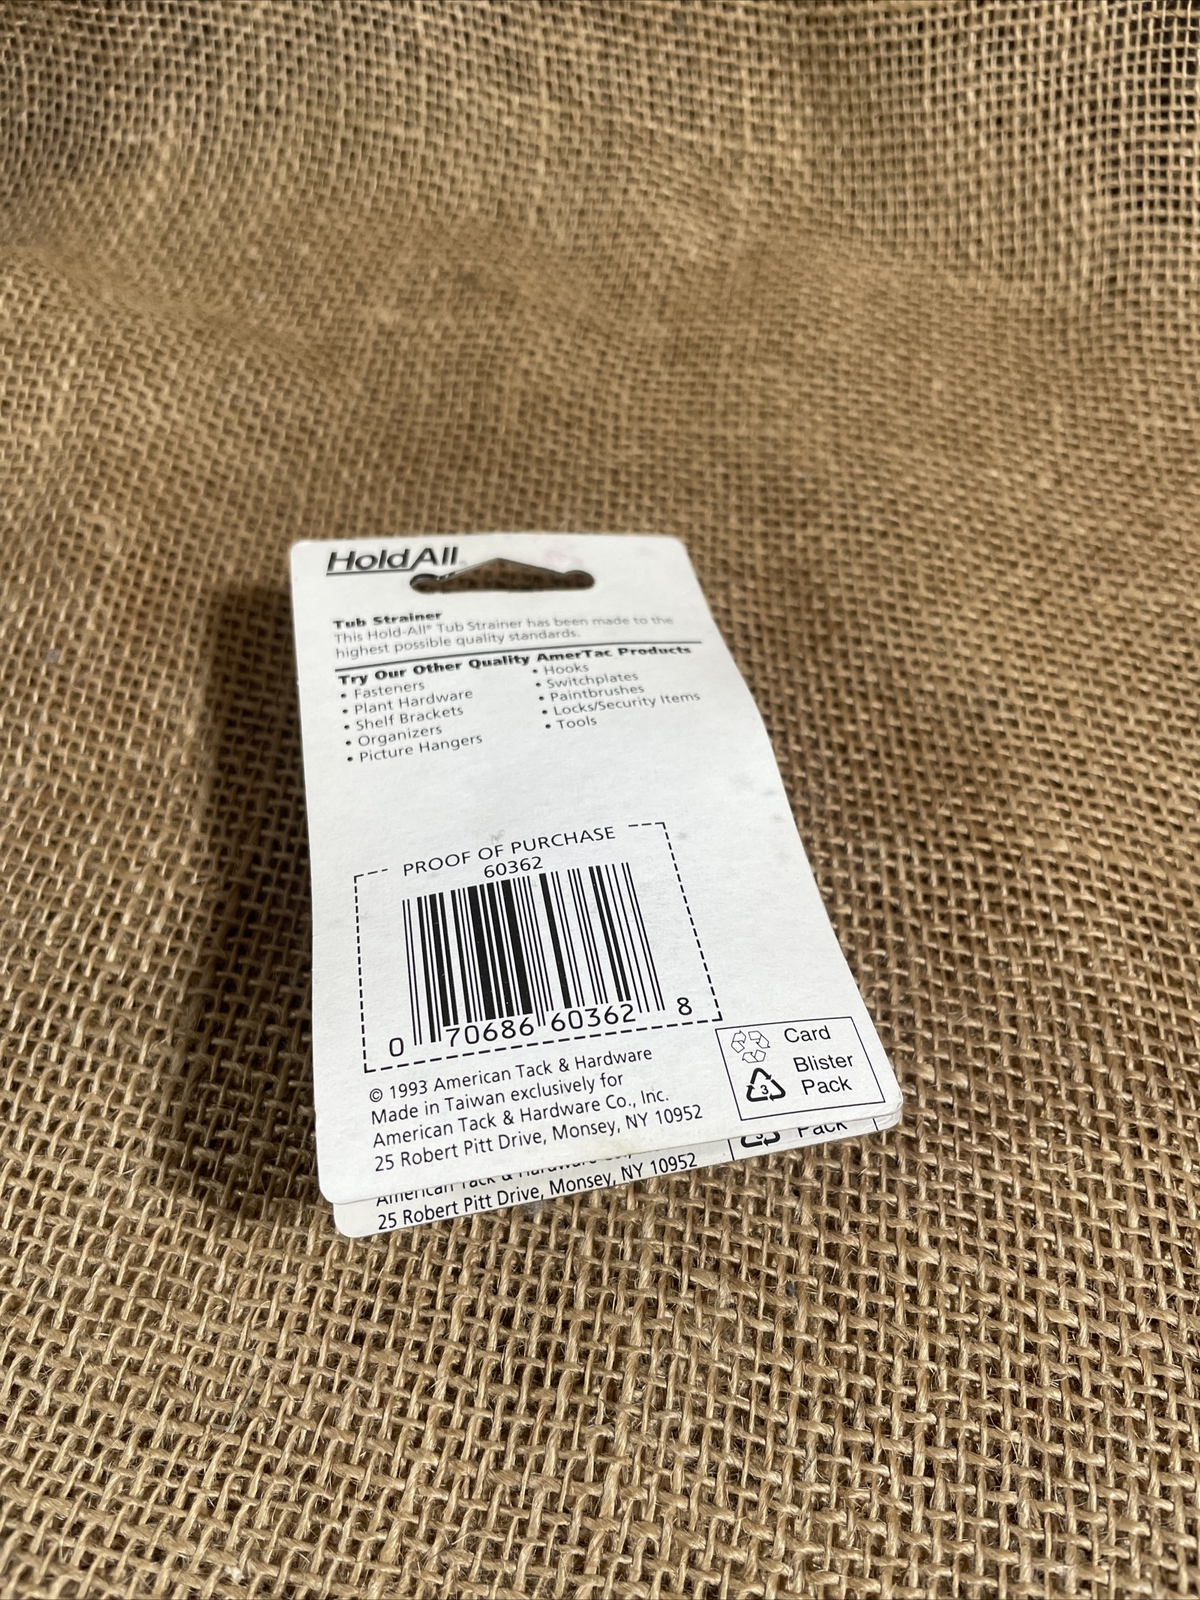 HoldAll®
Tub Strainer
This Hold-All® Tub Strainer has been made to the
highest possible quality standards.
Try Our Other Quality AmerTac Products
• Fasteners
• Plant Hardware
• Shelf Brackets
• Organizers
• Picture Hangers
• Hooks
• Switchplates
• Paintbrushes
• Locks/Security Items
• Tools
PROOF OF PURCHASE
60362
0 70686 60362 8
© 1993 American Tack & Hardware
Made in Taiwan exclusively for
American Tack & Hardware Co., Inc.
25 Robert Pitt Drive, Monsey, NY 10952
Card
3
Blister
Pack
American Tack & Hardware
25 Robert Pitt Drive, Monsey, NY 10952
Pack